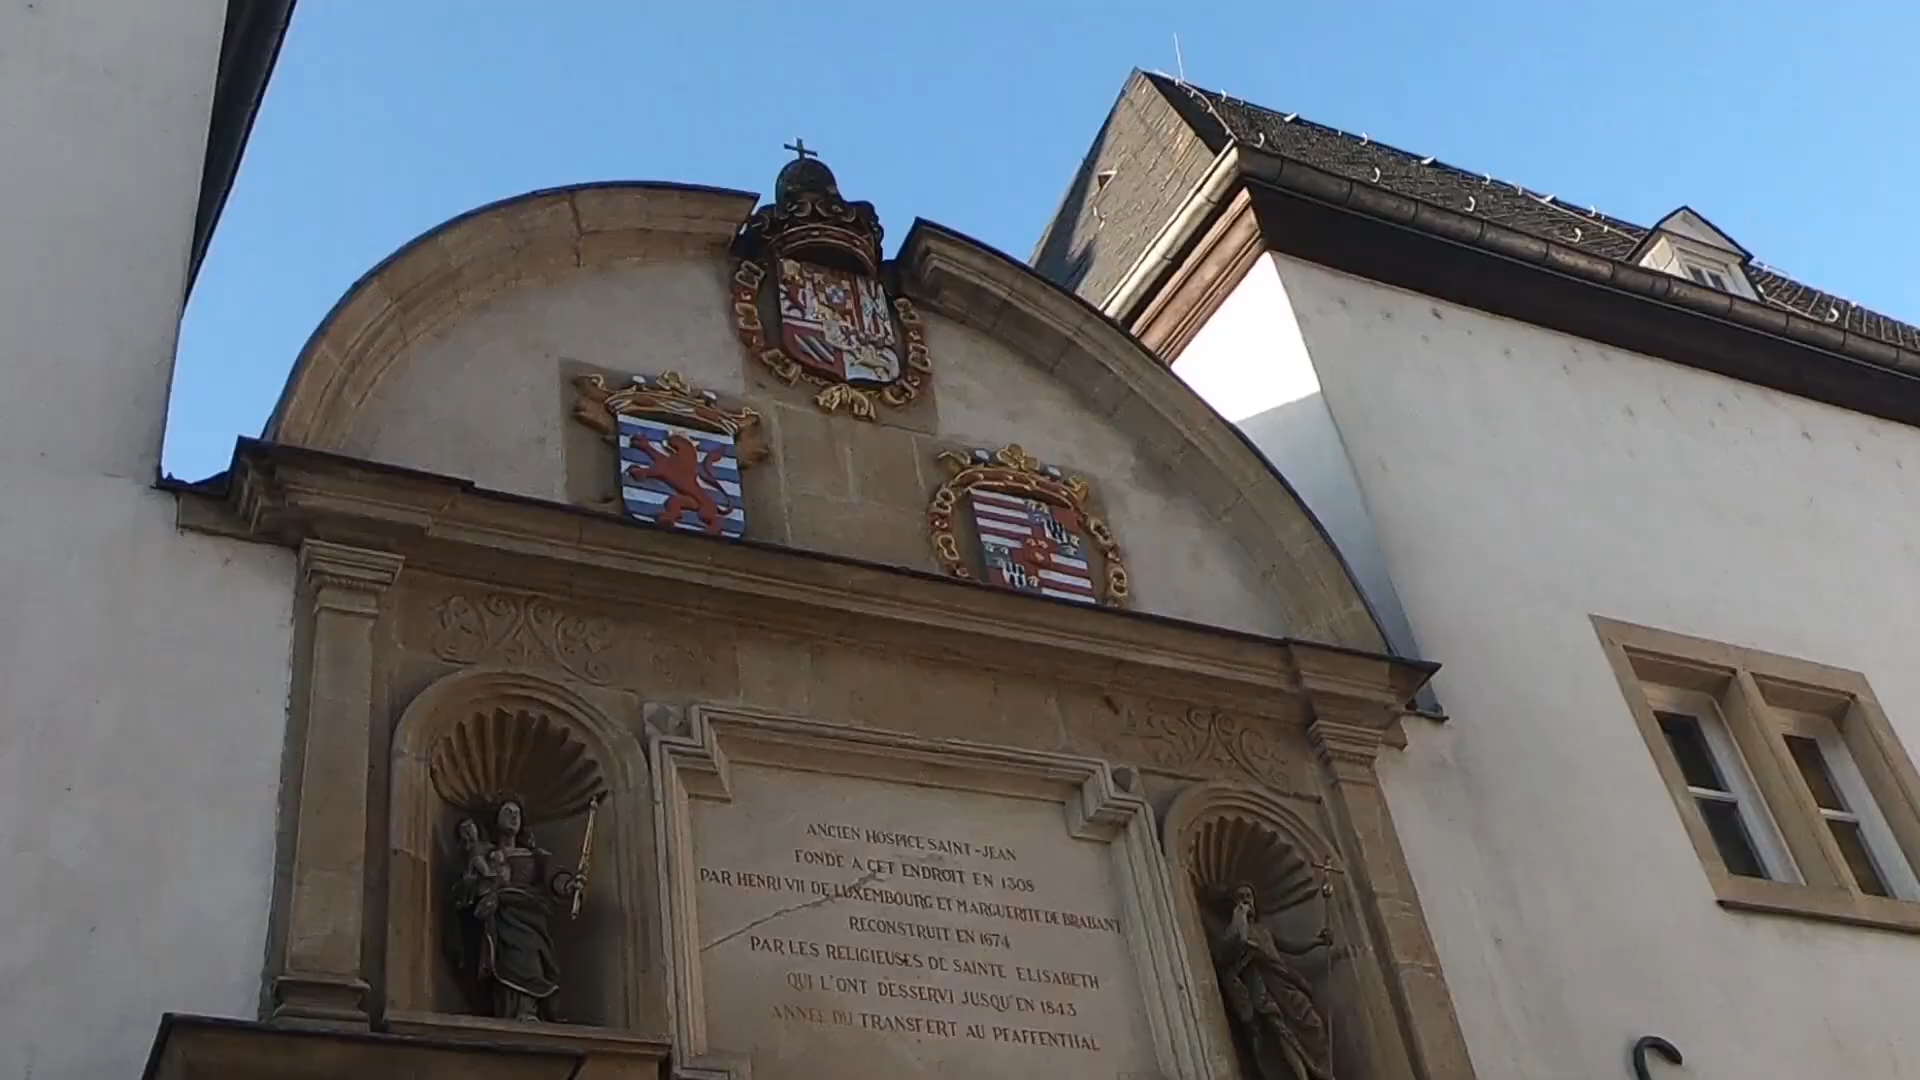 ANCIEN HOSPICE SAINT-JEAN
FONDE A CET ENDROIT EN 1308
PAR HENRI VII DE LUXEMBOURG ET MARGUERITE DE BRABANT
RECONSTRUIT EN 1674
PAR LES RELIGIEUSES DE SAINTE ELISABETH
QUI L'ONT DESSERVI JUSQU'EN 1843
ANNEE DU TRANSFERT AU PFAFFENTHAL